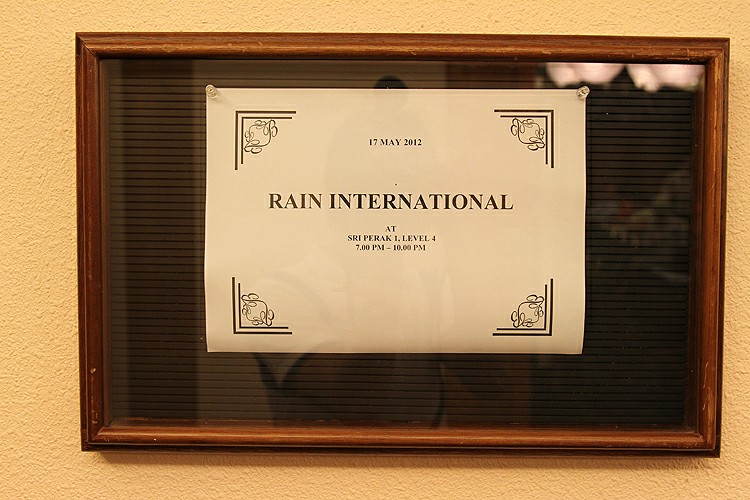 17 MAY 2012
RAIN INTERNATIONAL
AT
SRI PERAK 1, LEVEL 4
7.00 PM – 10.00 PM